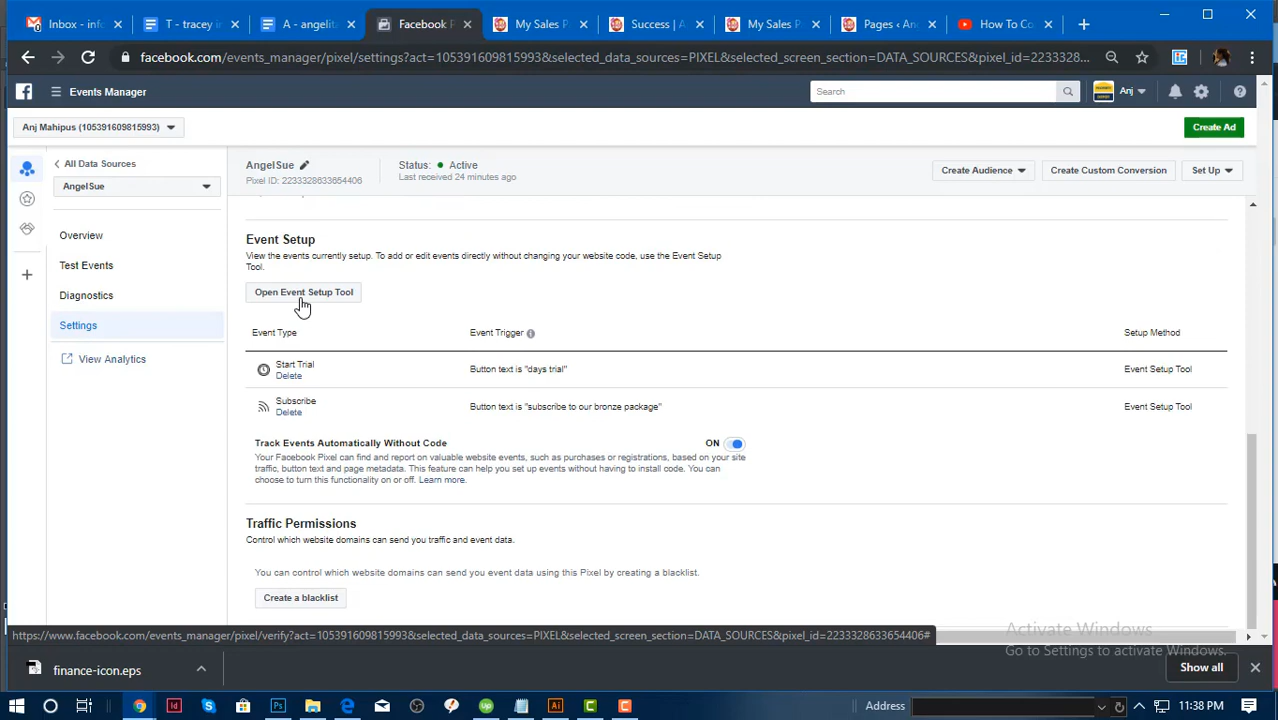 Inbox - info
T - tracey i
A - angelita
Facebook P
My Sales P
Success | A
My Sales P
Pages ‹ Anc
How To Co
facebook.com/events_manager/pixel/settings?act=105391609815993&selected_data_sources=PIXEL&selected_screen_section=DATA_SOURCES&pixel_id=2233328...
Events Manager
Search
Anj
Anj Mahipus (105391609815993)
Create Ad
All Data Sources
AngelSue
Status: Active
Pixel ID: 2233328633654406
Last received 24 minutes ago
Create Audience
Create Custom Conversion
Set Up
AngelSue
Overview
Test Events
Diagnostics
Settings
View Analytics
Event Setup
View the events currently setup. To add or edit events directly without changing your website code, use the Event Setup
Tool.
Open Event Setup Tool
Event Type
Event Trigger
Setup Method
Start Trial
Delete
Button text is "days trial"
Event Setup Tool
Subscribe
Delete
Button text is "subscribe to our bronze package"
Event Setup Tool
Track Events Automatically Without Code
ON
Your Facebook Pixel can find and report on valuable website events, such as purchases or registrations, based on your site
traffic, button text and page metadata. This feature can help you set up events without having to install code. You can
choose to turn this functionality on or off. Learn more.
Traffic Permissions
Control which website domains can send you traffic and event data.
You can control which website domains can send you event data using this Pixel by creating a blacklist.
Create a blacklist
https://www.facebook.com/events_manager/pixel/verify?act=105391609815993&selected_data_sources=PIXEL&selected_screen_section=DATA_SOURCES&pixel_id=2233328633654406#
Activate Windows
Go to Settings to activate Windows.
finance-icon.eps
Show all
Address
11:38 PM